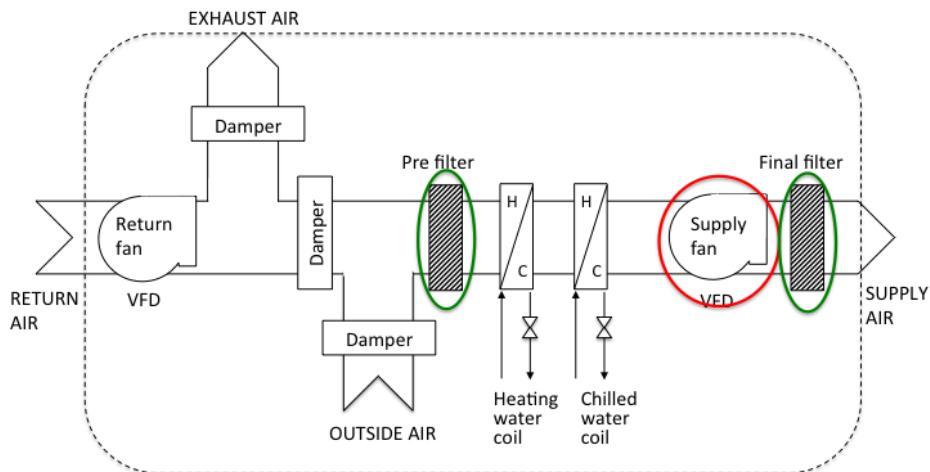 EXHAUST AIR
Damper
Pre filter
Final filter
Return
fan
Damper
H
C
H
C
Supply
fan
VFD
VFD
RETURN
AIR
SUPPLY
AIR
Damper
OUTSIDE AIR
Heating
water
coil
Chilled
water
coil